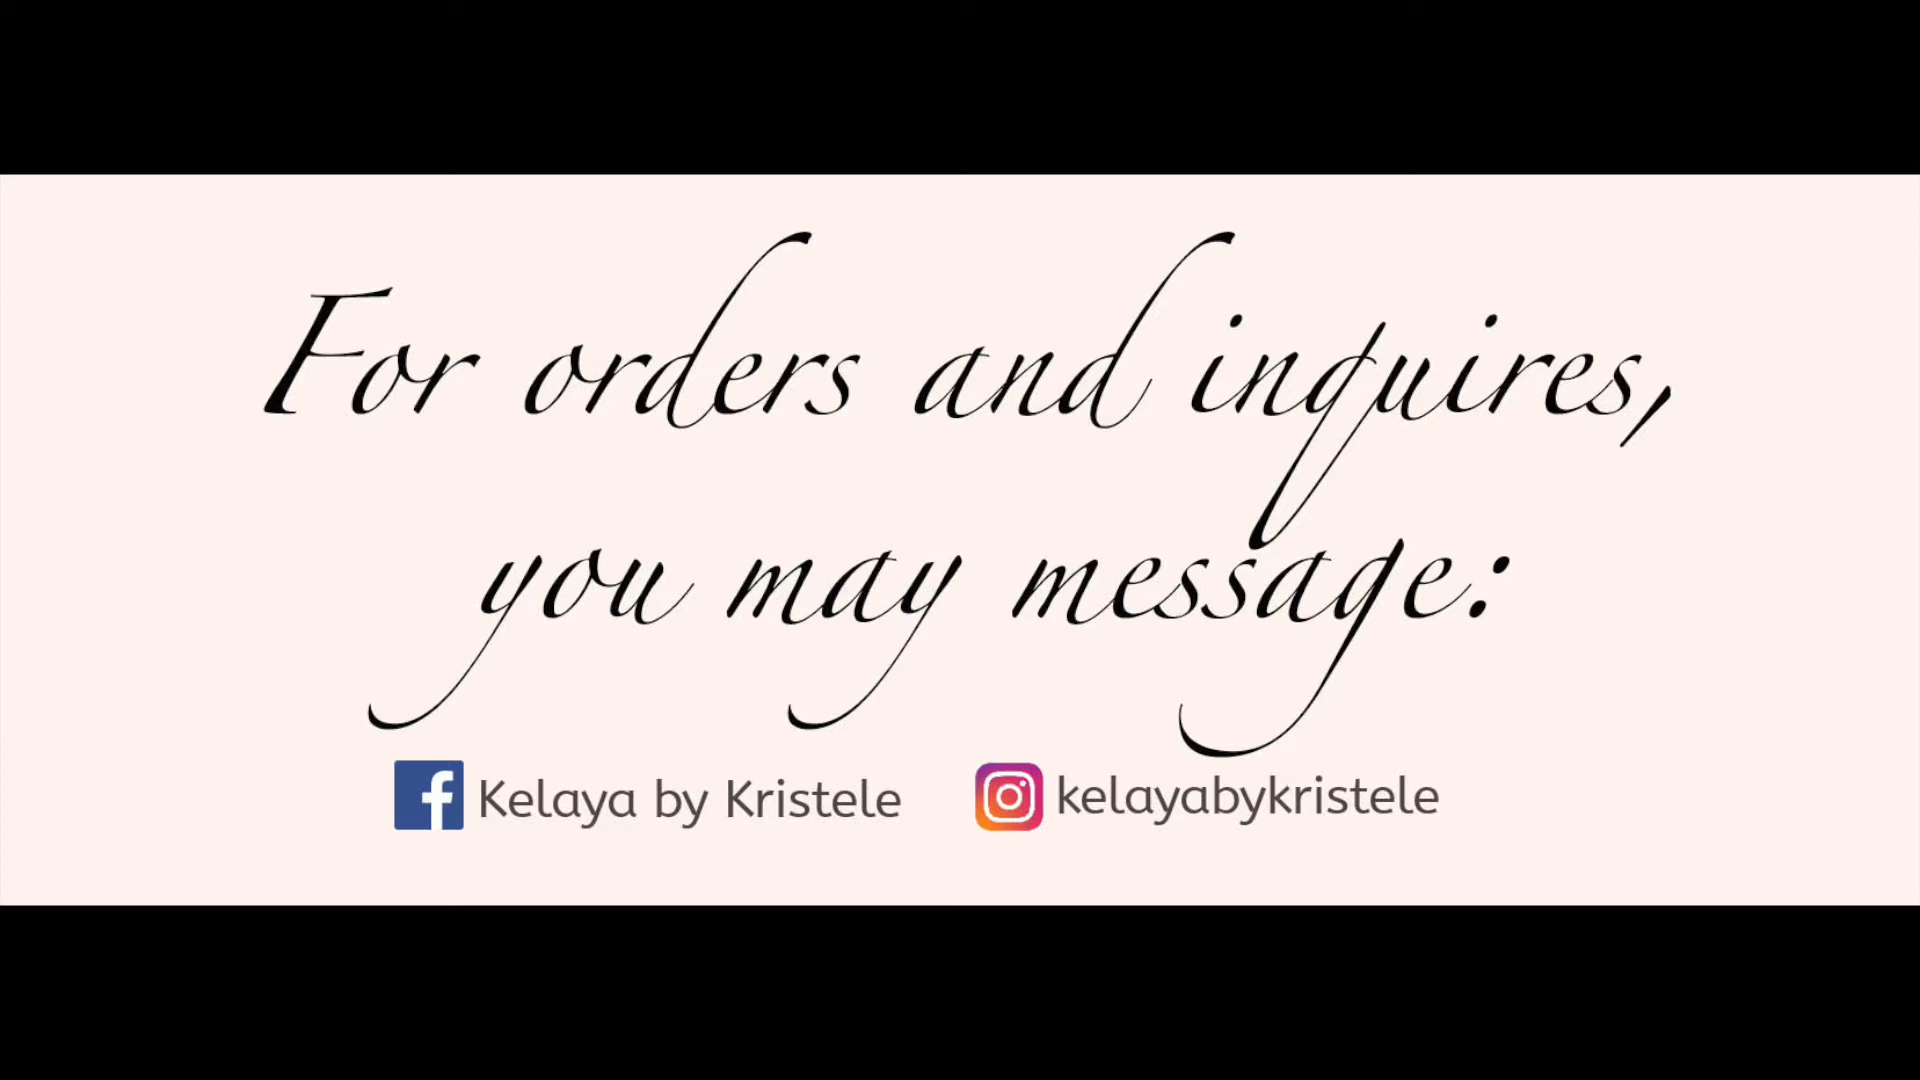 For orders and inquires,
you may message:
Kelaya by Kristele kelayabykristele